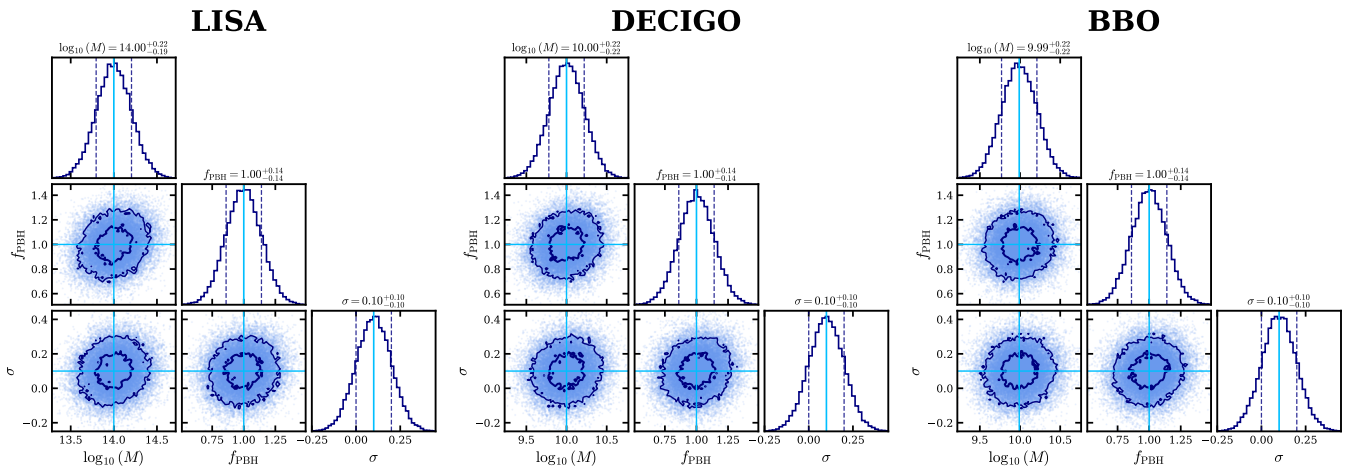 LISA DECIGO BBO
log₁₀ (M) = 14.00⁺⁰·²²₋₀.₁₉ log₁₀ (M) = 10.00⁺⁰·²²₋₀.₂₂ log₁₀ (M) = 9.99⁺⁰·²²₋₀.₂₂
f_PBH = 1.00⁺⁰·¹⁴₋₀.₁₄ f_PBH = 1.00⁺⁰·¹⁴₋₀.₁₄ f_PBH = 1.00⁺⁰·¹⁴₋₀.₁₄
1.4 1.4 1.4
1.2 1.2 1.2
f_PBH 1.0 f_PBH 1.0 f_PBH 1.0
0.8 0.8 0.8
0.6 0.6 0.6
σ = 0.10⁺⁰·¹⁰₋₀.₁₀ σ = 0.10⁺⁰·¹⁰₋₀.₁₀ σ = 0.10⁺⁰·¹⁰₋₀.₁₀
0.4 0.4 0.4
0.2 0.2 0.2
σ σ σ
0.0 0.0 0.0
−0.2 −0.2 −0.2
13.5 14.0 14.5 0.75 1.00 1.25 −0.25 0.00 0.25 9.5 10.0 10.5 0.75 1.00 1.25 −0.25 0.00 0.25 9.5 10.0 10.5 0.75 1.00 1.25 −0.25 0.00 0.25
log₁₀ (M) f_PBH σ log₁₀ (M) f_PBH σ log₁₀ (M) f_PBH σ